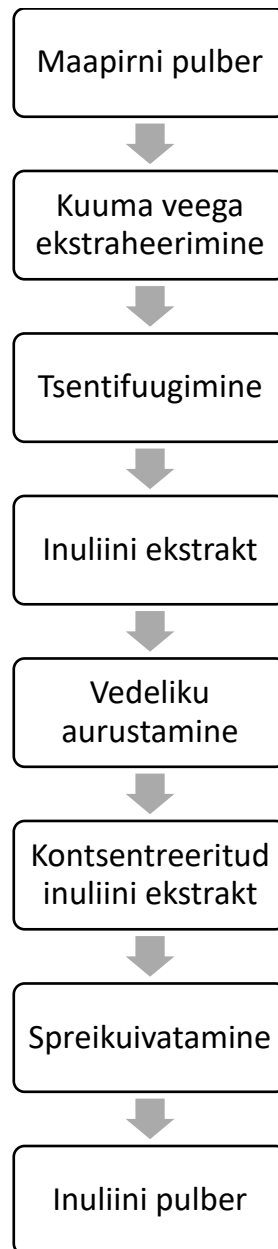 Maapirni pulber
Kuuma veega
ekstraheerimine
Tsentifuugimine
Inuliini ekstrakt
Vedeliku
aurustamine
Kontsentreeritud
inuliini ekstrakt
Spreikuivatamine
Inuliini pulber